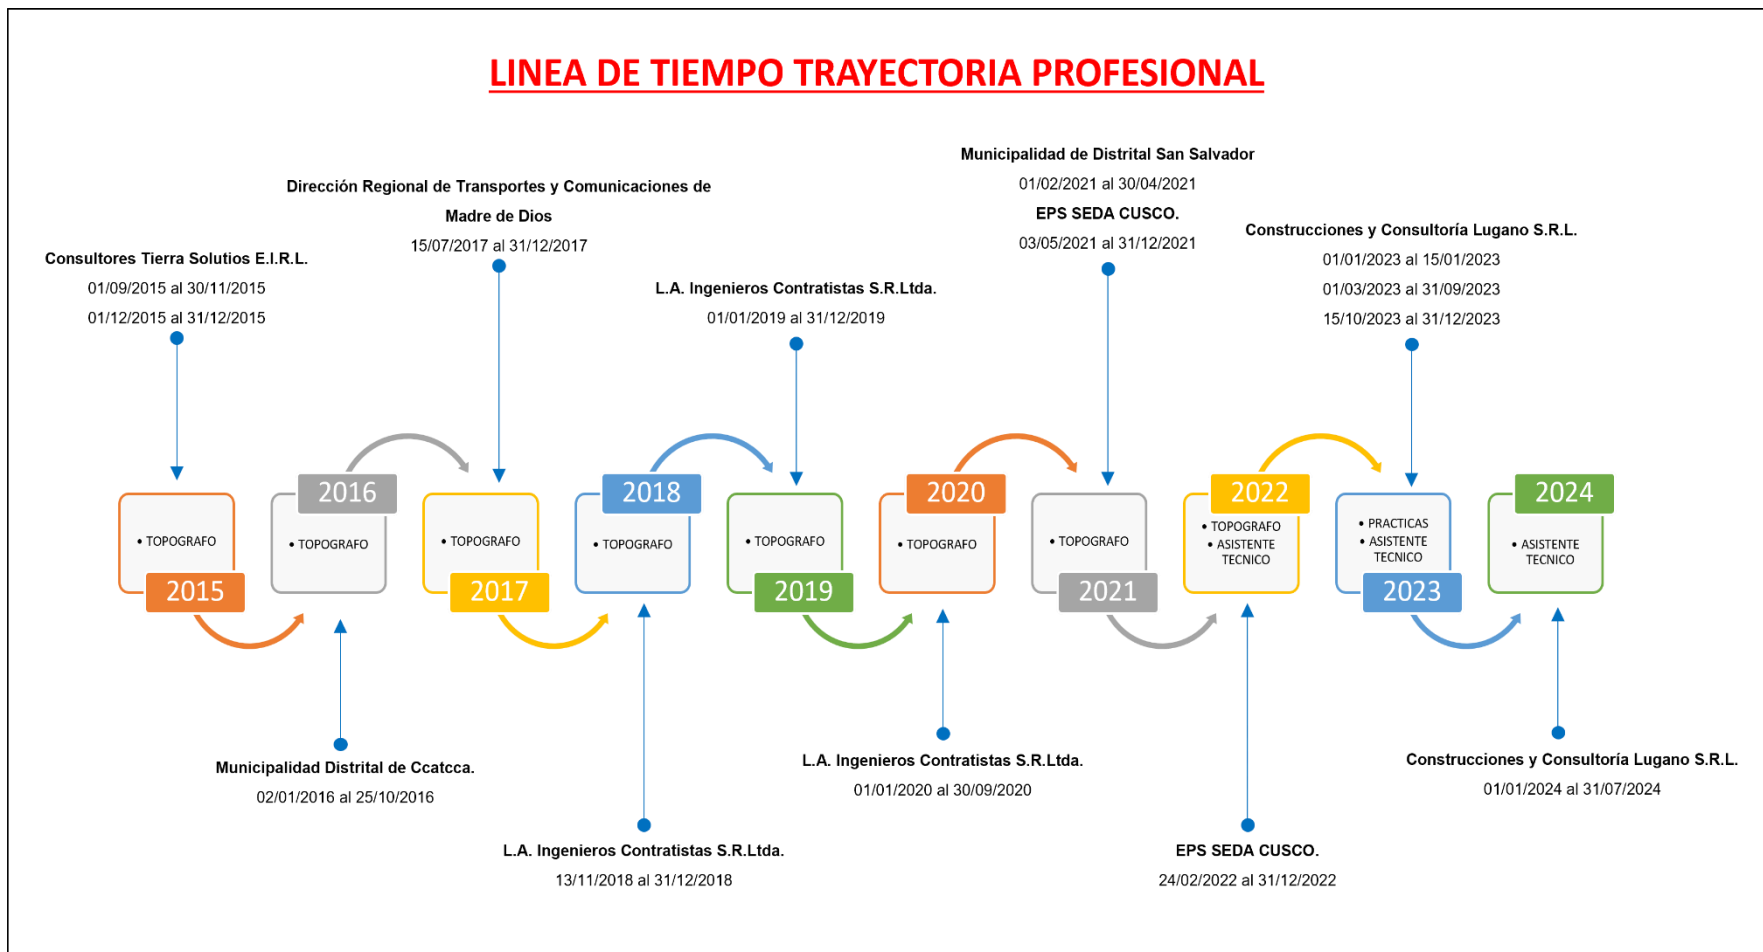 LINEA DE TIEMPO TRAYECTORIA PROFESIONAL
Consultores Tierra Solutios E.I.R.L.
01/09/2015 al 30/11/2015
01/12/2015 al 31/12/2015
Dirección Regional de Transportes y Comunicaciones de
Madre de Dios
15/07/2017 al 31/12/2017
L.A. Ingenieros Contratistas S.R.Ltda.
01/01/2019 al 31/12/2019
Municipalidad de Distrital San Salvador
01/02/2021 al 30/04/2021
EPS SEDA CUSCO.
03/05/2021 al 31/12/2021
Construcciones y Consultoría Lugano S.R.L.
01/01/2023 al 15/01/2023
01/03/2023 al 31/09/2023
15/10/2023 al 31/12/2023
• TOPOGRAFO
2015
2016
• TOPOGRAFO
• TOPOGRAFO
2017
2018
• TOPOGRAFO
• TOPOGRAFO
2019
2020
• TOPOGRAFO
• TOPOGRAFO
2021
2022
• TOPOGRAFO
• ASISTENTE
TECNICO
• PRACTICAS
• ASISTENTE
TECNICO
2023
2024
• ASISTENTE
TECNICO
Municipalidad Distrital de Ccatcca.
02/01/2016 al 25/10/2016
L.A. Ingenieros Contratistas S.R.Ltda.
13/11/2018 al 31/12/2018
L.A. Ingenieros Contratistas S.R.Ltda.
01/01/2020 al 30/09/2020
EPS SEDA CUSCO.
24/02/2022 al 31/12/2022
Construcciones y Consultoría Lugano S.R.L.
01/01/2024 al 31/07/2024